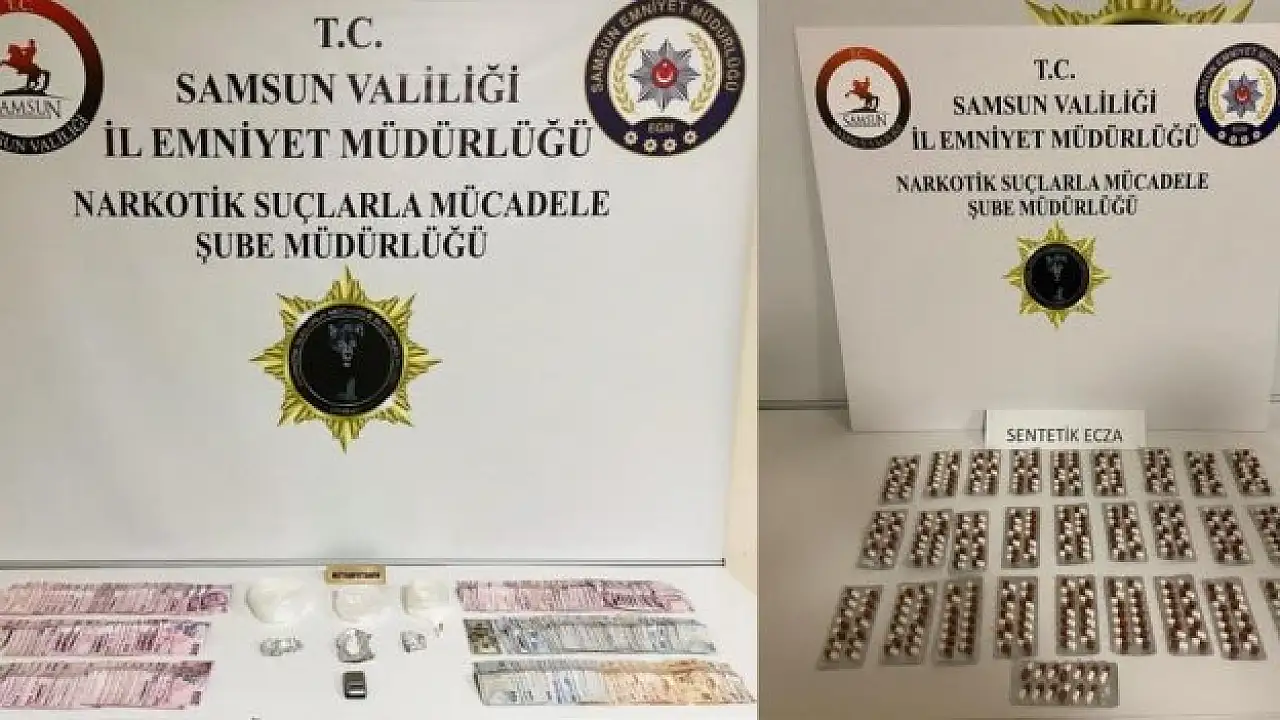 T.C.
SAMSUN VALİLİĞİ
İL EMNİYET MÜDÜRLÜĞÜ
NARKOTİK SUÇLARLA MÜCADELE
ŞUBE MÜDÜRLÜĞÜ
T.C.
SAMSUN
SAMSUN EMNİYET MÜDÜRLÜĞÜ
EGM
T.C.
SAMSUN VALİLİĞİ
İL EMNİYET MÜDÜRLÜĞÜ
NARKOTİK SUÇLARLA MÜCADELE
ŞUBE MÜDÜRLÜĞÜ
SAMSUN
SENTETİK ECZA